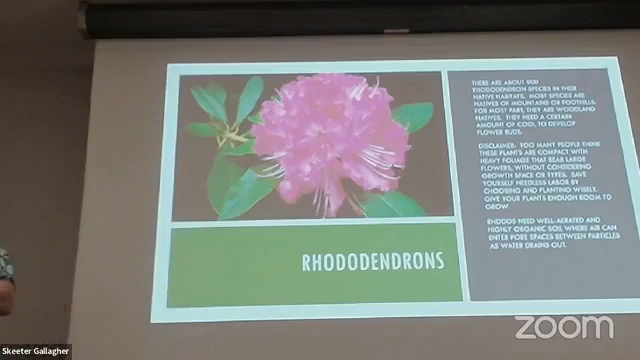 THERE ARE ABOUT 900
RHODODENDRON SPECIES IN THEIR
NATIVE HABITATS. MOST SPECIES ARE
NATIVES OF MOUNTAINS OR FOOTHILLS.
FOR MOST PART, THEY ARE WOODLAND
NATIVES. THEY NEED A CERTAIN
AMOUNT OF COOL TO DEVELOP
FLOWER BUDS.
DISCLAIMER: TOO MANY PEOPLE THINK
THESE PLANTS ARE COMPACT WITH
HEAVY FOLIAGE THAT BEAR LARGE
FLOWERS, WITHOUT CONSIDERING
GROWTH SPACE OR TYPES. SAVE
YOURSELF NEEDLESS LABOR BY
CHOOSING AND PLANTING WISELY.
GIVE YOUR PLANTS ENOUGH ROOM TO
GROW
RHODOS NEED WELL-AERATED AND
HIGHLY ORGANIC SOIL WHERE AIR CAN
ENTER PORE SPACES BETWEEN PARTICLES
AS WATER DRAINS OUT.
RHODODENDRONS
zoom
Skeeter Gallagher